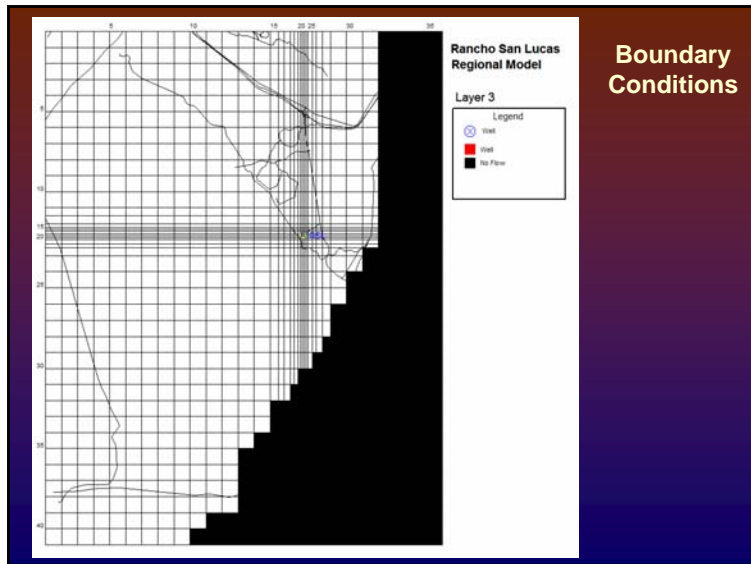 5 10 15 20 25 30 35
Rancho San Lucas
Regional Model
Boundary
Conditions
Layer 3
Legend
Well
Well
No Flow
5
10
15
20
25
30
35
40